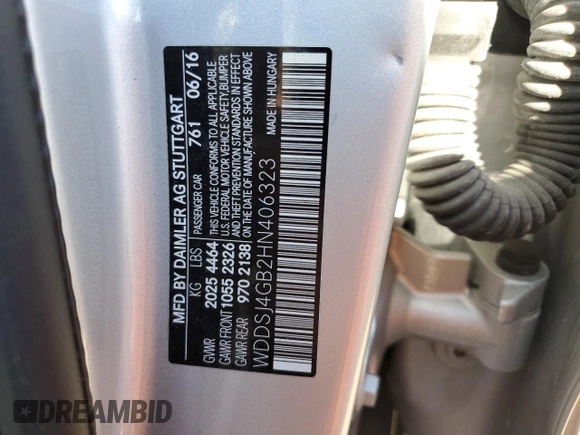 MFD BY DAIMLER AG STUTTGART
PASSENGER CAR 761 06/16
KG LBS
GVWR 2025 4464
GAWR FRONT 1055 2326
GAWR REAR 970 2138
THIS VEHICLE CONFORMS TO ALL APPLICABLE
U.S. FEDERAL MOTOR VEHICLE SAFETY, BUMPER
AND THEFT PREVENTION STANDARDS IN EFFECT
ON THE DATE OF MANUFACTURE SHOWN ABOVE
WDDSJ4GB2HN406323
MADE IN HUNGARY
DREAMBID